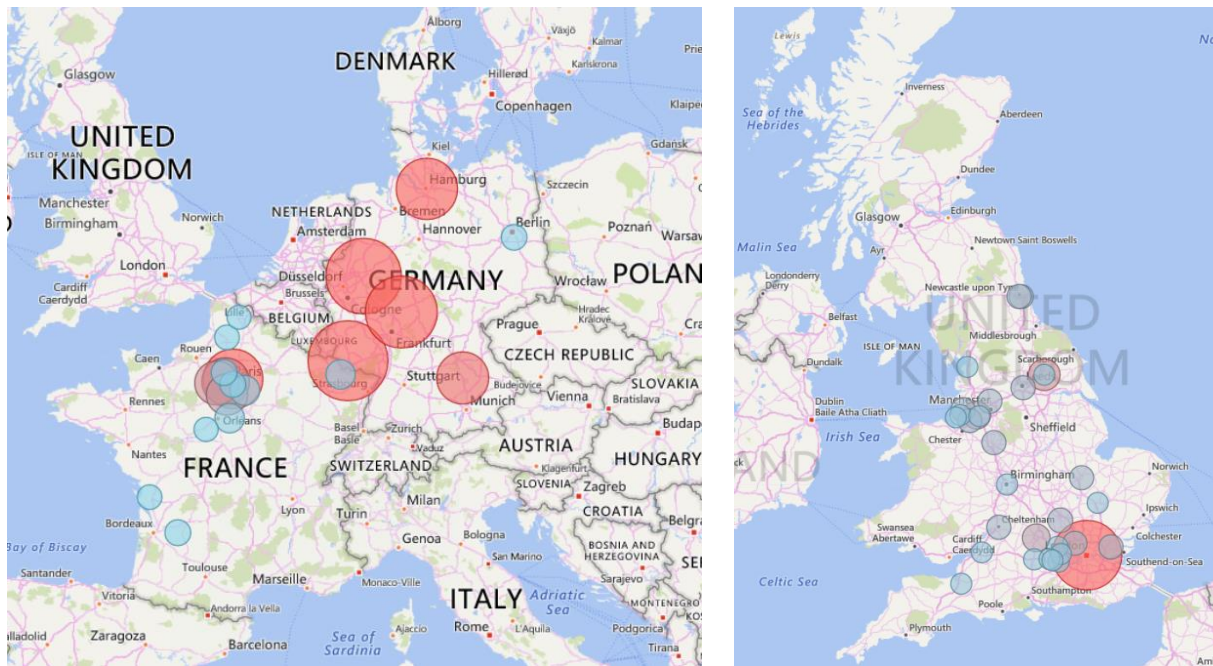 Ålborg
Växjö
Kalmar
DENMARK
Hillerød
Karlskrona
Glasgow
Copenhagen
UNITED
KINGDOM
ISLE OF MAN
Kiel
Gdańsk
Hamburg
Szczecin
Manchester
Birmingham
Norwich
NETHERLANDS
Amsterdam
Bremen
Hannover
Berlin
Poznań
Warsaw
London
Cardiff
Caerdydd
Düsseldorf
GERMANY
POLAN
Brussels
Cologne
Wrocław
BELGIUM
Lille
Hradec
Králové
Prague
LUXEMBOURG
Frankfurt
Rouen
Caen
Paris
CZECH REPUBLIC
Strasbourg
Stuttgart
Budejovice
SLOVAKIA
Rennes
Munich
Vienna
Bratislava
Orléans
Basel
Basle
Zurich
Budap
Nantes
Vaduz
AUSTRIA
FRANCE
SWITZERLAND
HUNGARY
Klagenfurt
SLOVENIA
Zagreb
Lyon
Milan
CROATIA
Bordeaux
Turin
Belgra
Bay of Biscay
Genoa
Bologna
BOSNIA AND
HERZEGOVINA
San Marino
Toulouse
Marseille
Monaco-Ville
Sarajevo
Santander
ITALY
Adriatic
Sea
Vitoria
Andorra la Vella
MONTENEGRO
Ajaccio
Rome
L'Aquila
Podgorica
Zaragoza
Barcelona
Sea of
Sardinia
Tirana
Lewis
Inverness
Sea of the
Hebrides
Aberdeen
Dundee
Glasgow
Edinburgh
Malin Sea
Ayr
Newtown Saint Boswells
Londonderry
Derry
Newcastle upon Tyne
Belfast
UNITED
KINGDOM
Middlesbrough
ISLE OF MAN
Scarborough
Dundalk
Dublin
Baile Átha Cliath
Manchester
Irish Sea
Chester
Sheffield
AND
Birmingham
Norwich
Ipswich
Swansea
Abertawe
Cheltenham
Colchester
Cardiff
Caerdydd
Southend-on-Sea
Celtic Sea
Southampton
Poole
Plymouth